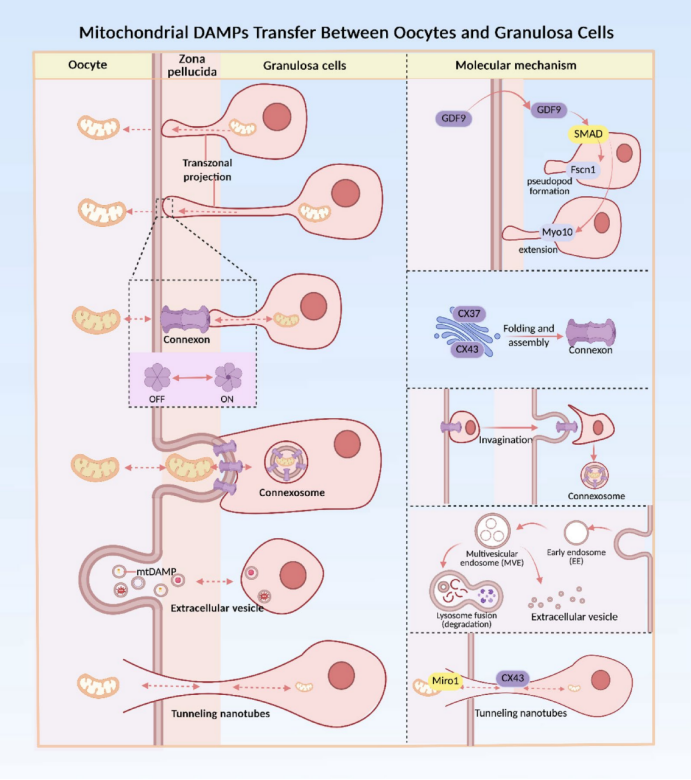 Mitochondrial DAMPs Transfer Between Oocytes and Granulosa Cells
Oocyte
Zona
pellucida
Granulosa cells
Molecular mechanism
Transzonal
projection
Connexon
OFF
ON
Connexosome
mtDAMP
Extracellular vesicle
Tunneling nanotubes
GDF9
GDF9
SMAD
Fscn1
pseudopod
formation
Myo10
extension
CX37
CX43
Folding and
assembly
Connexon
Invagination
Connexosome
Multivesicular
endosome (MVE)
Early endosome
(EE)
Lysosome fusion
(degradation)
Extracellular vesicle
Miro1
CX43
Tunneling nanotubes